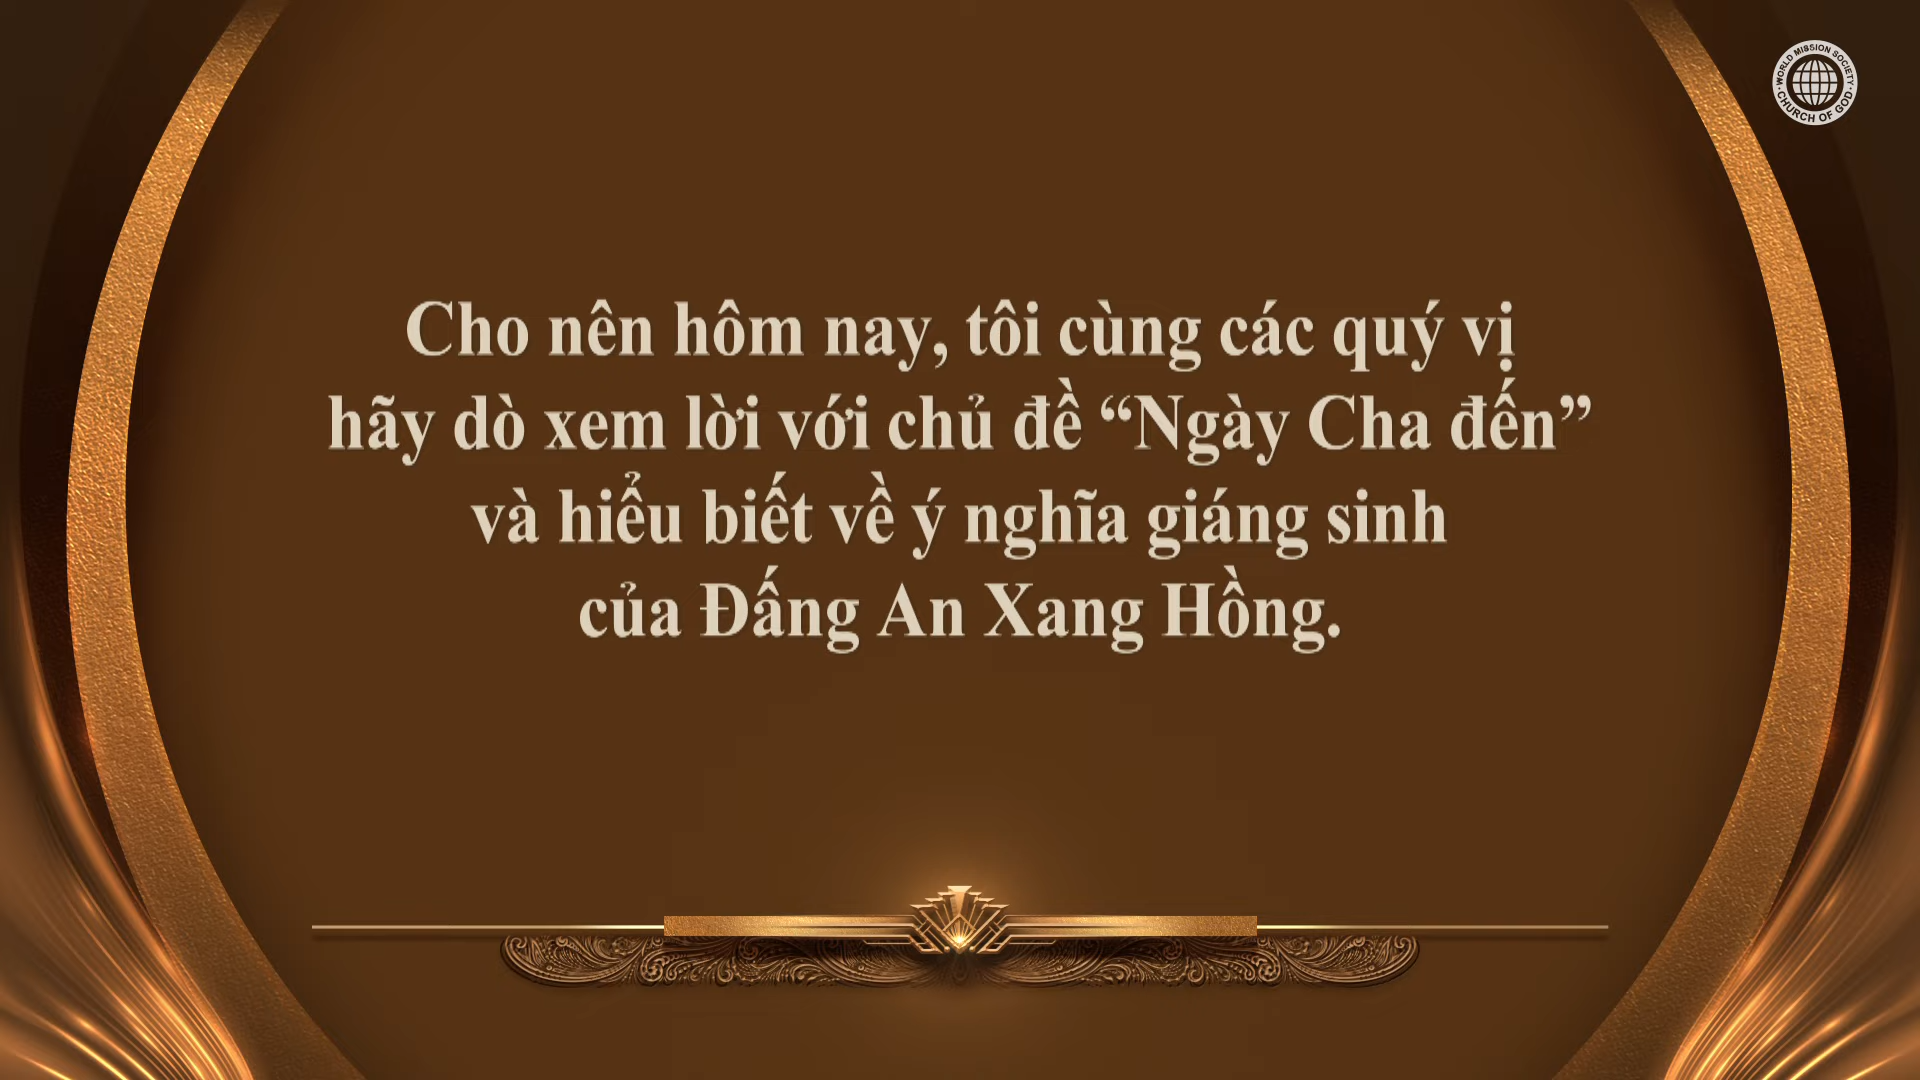 WORLD MISSION SOCIETY
CHURCH OF GOD
Cho nên hôm nay, tôi cùng các quý vị
hãy dò xem lời với chủ đề “Ngày Cha đến”
và hiểu biết về ý nghĩa giáng sinh
của Đấng An Xang Hồng.